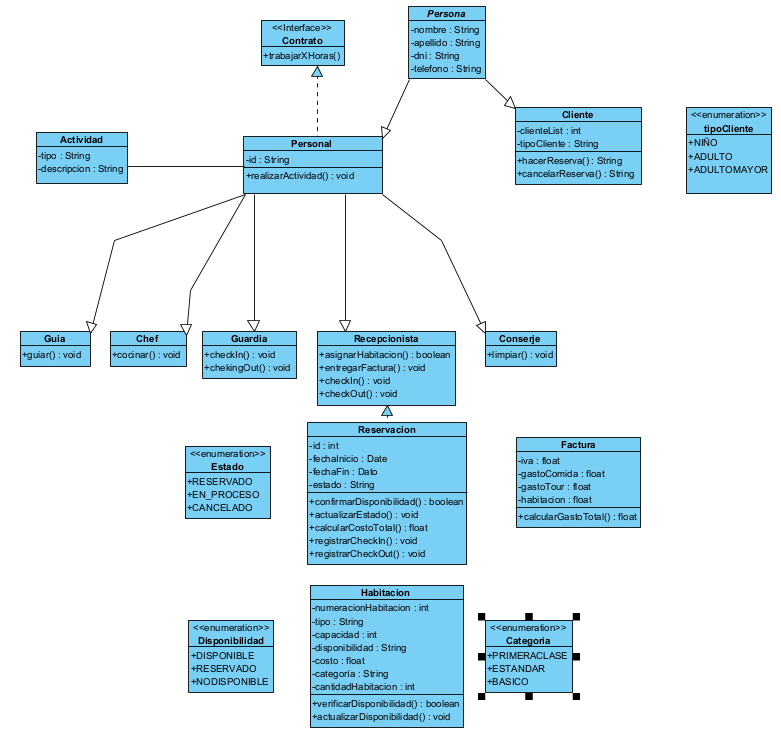 <<Interface>>
Contrato
+trabajarXHoras()
Persona
-nombre : String
-apellido : String
-dni : String
-telefono : String
Cliente
-clienteList : int
-tipoCliente : String
+hacerReserva() : String
+cancelarReserva() : String
<<enumeration>>
tipoCliente
+NIÑO
+ADULTO
+ADULTOMAYOR
Actividad
-tipo : String
-descripcion : String
Personal
-id : String
+realizarActividad() : void
Guia
+guiar() : void
Chef
+cocinar() : void
Guardia
+checkIn() : void
+chekingOut() : void
Recepcionista
+asignarHabitacion() : boolean
+entregarFactura() : void
+checkIn() : void
+checkOut() : void
Conserje
+limpiar() : void
<<enumeration>>
Estado
+RESERVADO
+EN_PROCESO
+CANCELADO
Reservacion
-id : int
-fechaInicio : Date
-fechaFin : Dato
-estado : String
+confirmarDisponibilidad() : boolean
+actualizarEstado() : void
+calcularCostoTotal() : float
+registrarCheckIn() : void
+registrarCheckOut() : void
Factura
-iva : float
-gastoComida : float
-gastoTour : float
-habitacion : float
+calcularGastoTotal() : float
<<enumeration>>
Disponibilidad
+DISPONIBLE
+RESERVADO
+NODISPONIBLE
Habitacion
-numeracionHabitacion : int
-tipo : String
-capacidad : int
-disponibilidad : String
-costo : float
-categoría : String
-cantidadHabitacion : int
+verificarDisponibilidad() : boolean
+actualizarDisponibilidad() : void
<<enumeration>>
Categoria
+PRIMERACLASE
+ESTANDAR
+BASICO